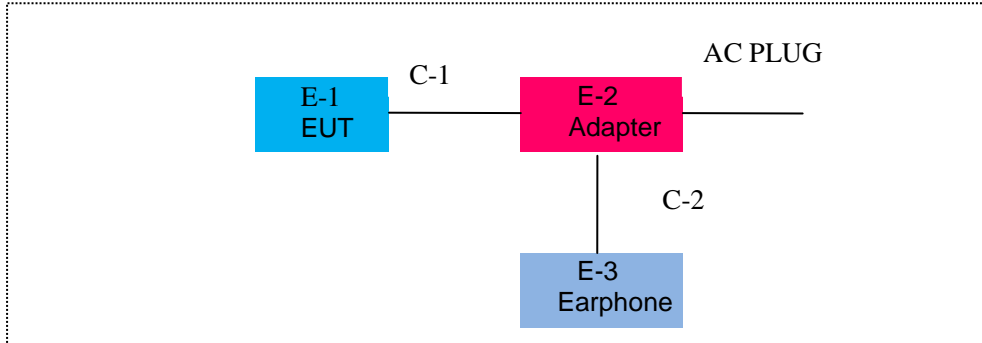 AC PLUG
C-1
E-1
EUT
E-2
Adapter
C-2
E-3
Earphone